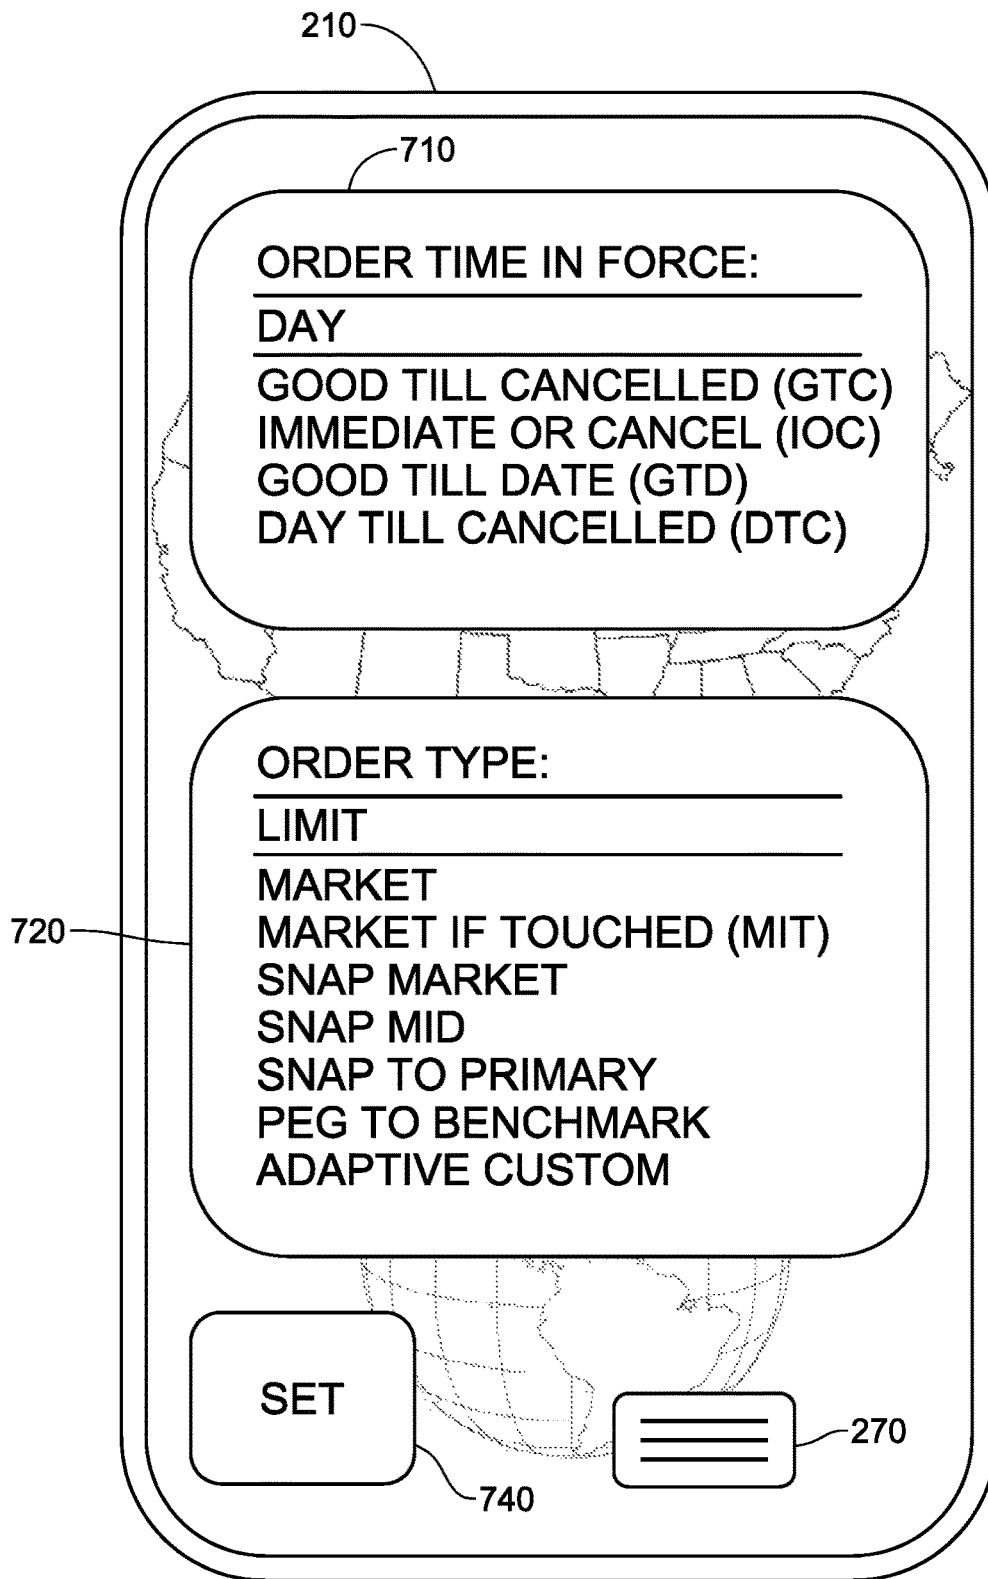 210
710
ORDER TIME IN FORCE:
DAY
GOOD TILL CANCELLED (GTC)
IMMEDIATE OR CANCEL (IOC)
GOOD TILL DATE (GTD)
DAY TILL CANCELLED (DTC)
ORDER TYPE:
LIMIT
MARKET
720
MARKET IF TOUCHED (MIT)
SNAP MARKET
SNAP MID
SNAP TO PRIMARY
PEG TO BENCHMARK
ADAPTIVE CUSTOM
SET
270
740